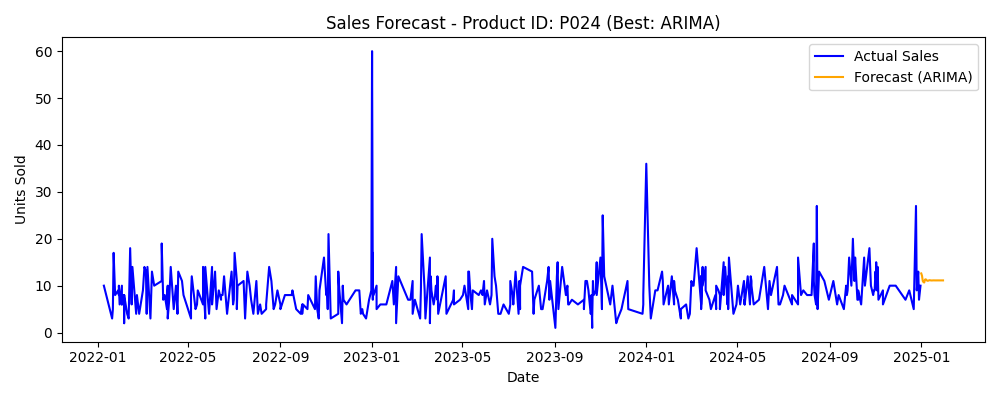 Sales Forecast - Product ID: P024 (Best: ARIMA)
Actual Sales
Forecast (ARIMA)
60
50
40
30
20
10
0
Units Sold
2022-01 2022-05 2022-09 2023-01 2023-05 2023-09 2024-01 2024-05 2024-09 2025-01
Date